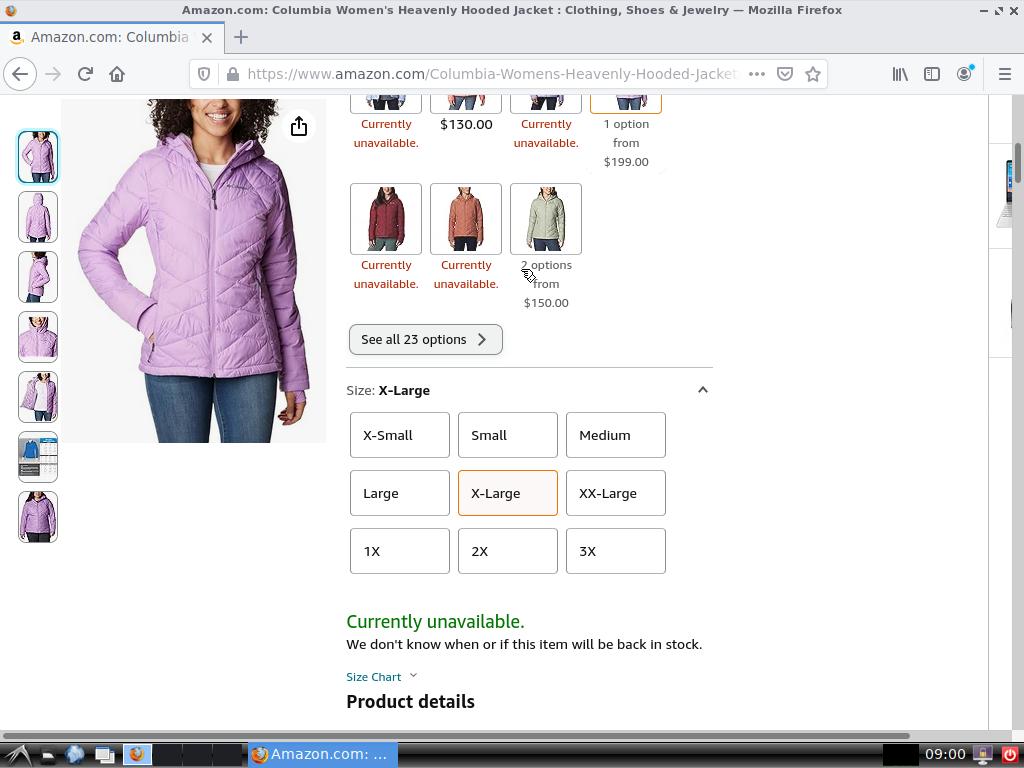 Amazon.com: Columbia Women's Heavenly Hooded Jacket : Clothing, Shoes & Jewelry — Mozilla Firefox
Amazon.com: Columbia
https://www.amazon.com/Columbia-Womens-Heavenly-Hooded-Jacket
Currently unavailable.
$130.00
Currently unavailable.
1 option from $199.00
Currently unavailable.
Currently unavailable.
2 options from $150.00
See all 23 options
Size: X-Large
X-Small
Small
Medium
Large
X-Large
XX-Large
1X
2X
3X
Currently unavailable.
We don't know when or if this item will be back in stock.
Size Chart
Product details
Amazon.com: ...
09:00